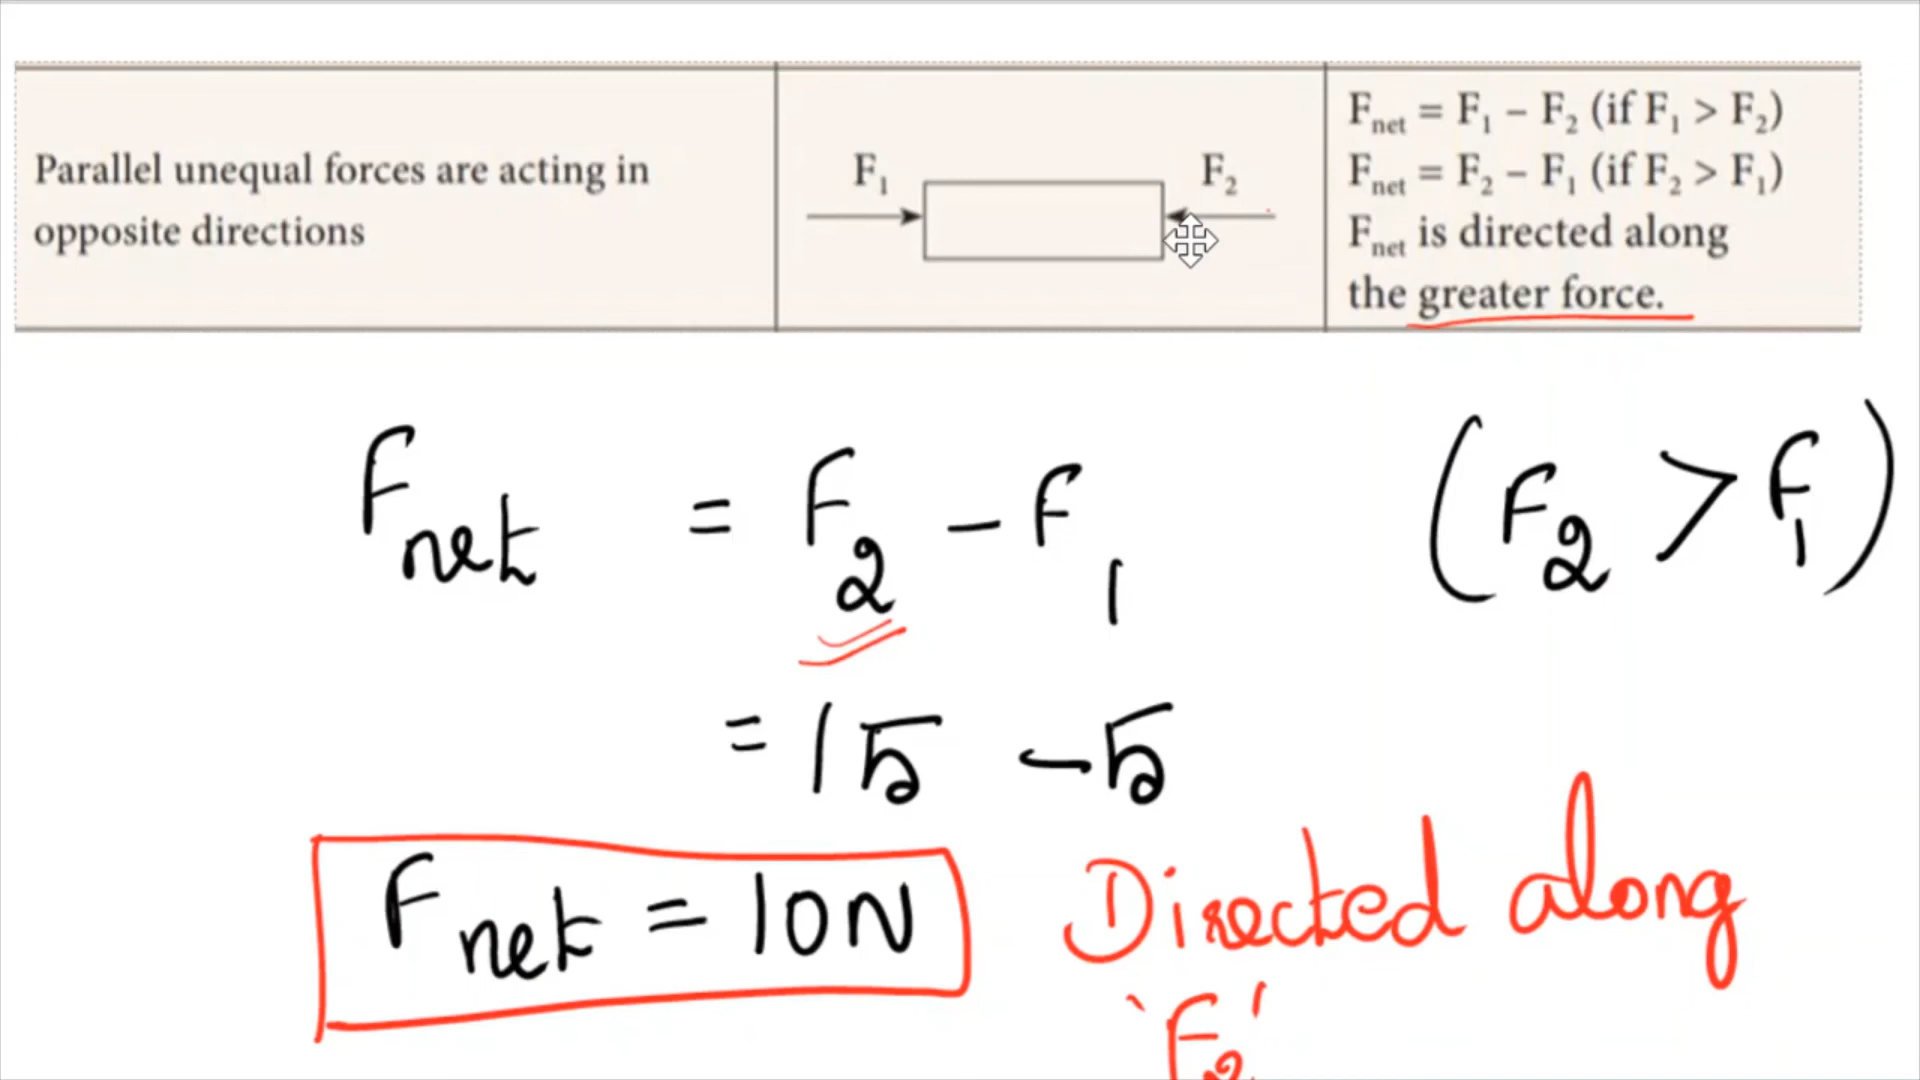 Parallel unequal forces are acting in
opposite directions
F₁
F₂
Fnet = F₁ – F₂ (if F₁ > F₂)
Fnet = F₂ – F₁ (if F₂ > F₁)
Fnet is directed along
the greater force.
Fnet = F₂ – F₁ (F₂ > F₁)
= 15 – 5
Fnet = 10N Directed along
‘F₂’